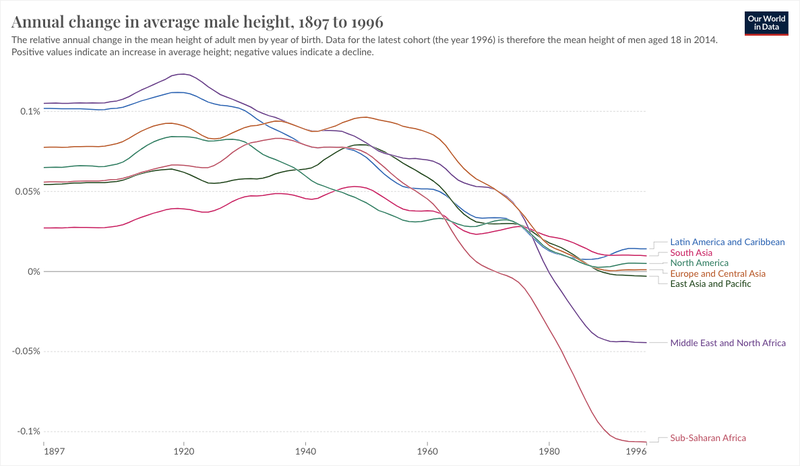 Annual change in average male height, 1897 to 1996
Our World
in Data
The relative annual change in the mean height of adult men by year of birth. Data for the latest cohort (the year 1996) is therefore the mean height of men aged 18 in 2014.
Positive values indicate an increase in average height; negative values indicate a decline.
0.1%
0.05%
0%
-0.05%
-0.1%
Latin America and Caribbean
South Asia
North America
Europe and Central Asia
East Asia and Pacific
Middle East and North Africa
Sub-Saharan Africa
1897
1920
1940
1960
1980
1996